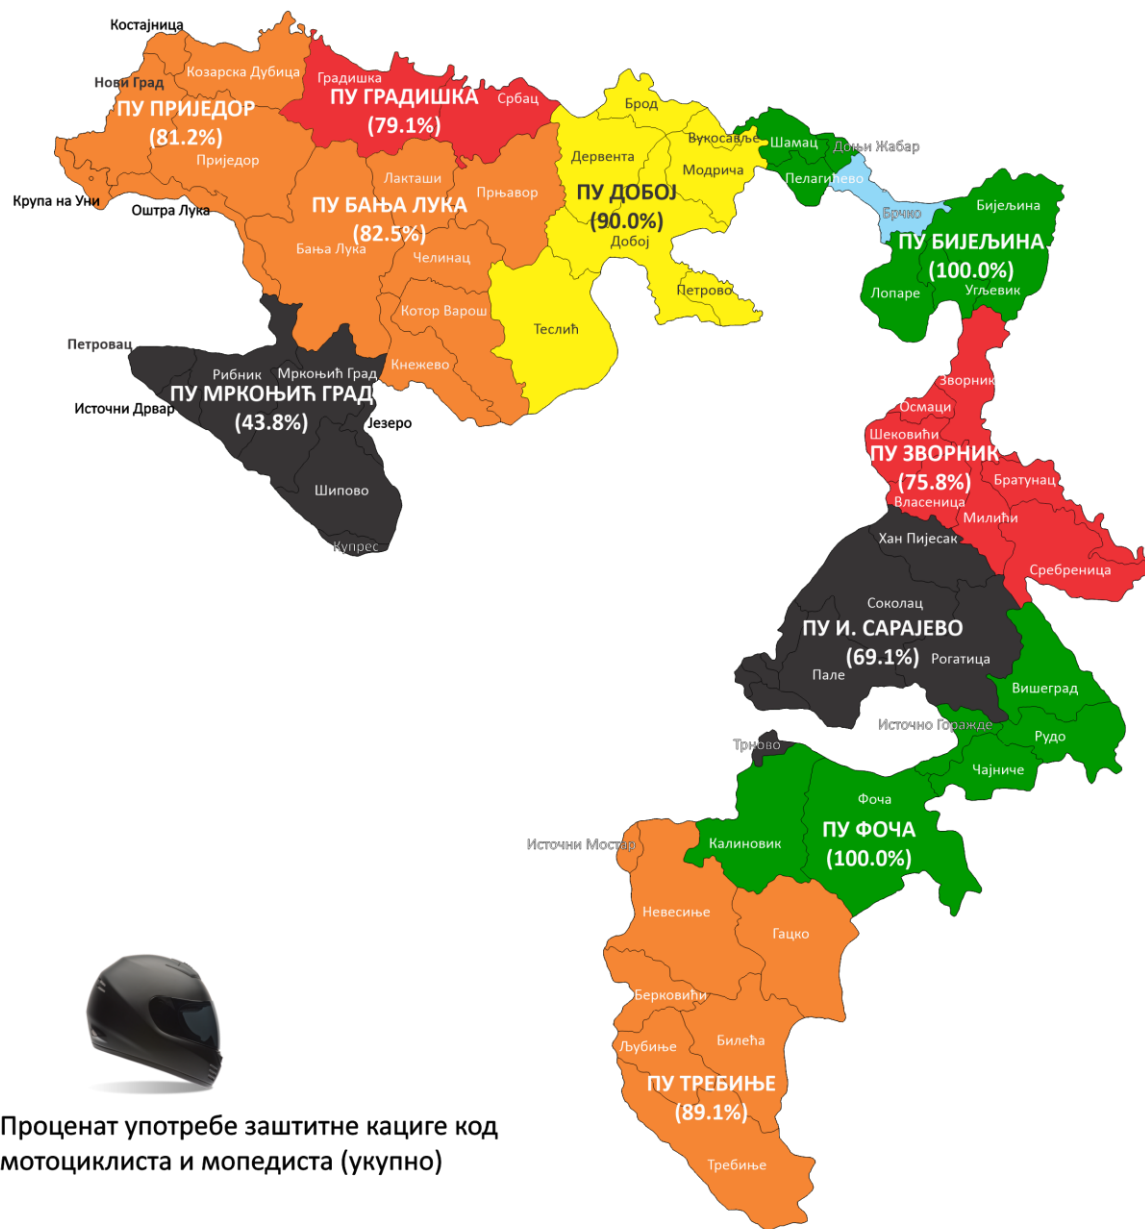 Костајница
Козарска Дубица
Градишка
Нови Град
ПУ ГРАДИШКА
(79.1%)
Србац
ПУ ПРИЈЕДОР
(81.2%)
Приједор
Брод
Вукосавље
Дервента
Модрича
Шамац
Доњи Жабар
Пелагићево
Лакташи
Прњавор
ПУ ДОБОЈ
(90.0%)
Крупа на Уни
Оштра Лука
ПУ БАЊА ЛУКА
(82.5%)
Бијељина
Брчко
Бања Лука
Челинац
Добој
ПУ БИЈЕЉИНА
(100.0%)
Лопаре
Угљевик
Петрово
Котор Варош
Теслић
Петровац
Рибник
Мркоњић Град
Кнежево
ПУ МРКОЊИЋ ГРАД
(43.8%)
Источни Дрвар
Језеро
Шипово
Купрес
Зворник
Осмаци
Шековићи
ПУ ЗВОРНИК
(75.8%)
Братунац
Власеница
Милићи
Хан Пијесак
Сребреница
Соколац
ПУ И. САРАЈЕВО
(69.1%)
Рогатица
Пале
Вишеград
Источно Горажде
Рудо
Трново
Чајниче
Фоча
ПУ ФОЧА
(100.0%)
Калиновик
Источни Мостар
Невесиње
Гацко
Берковићи
Љубиње
Билећа
ПУ ТРЕБИЊЕ
(89.1%)
Требиње
Проценат употребе заштитне кациге код
мотоциклиста и мопедиста (укупно)